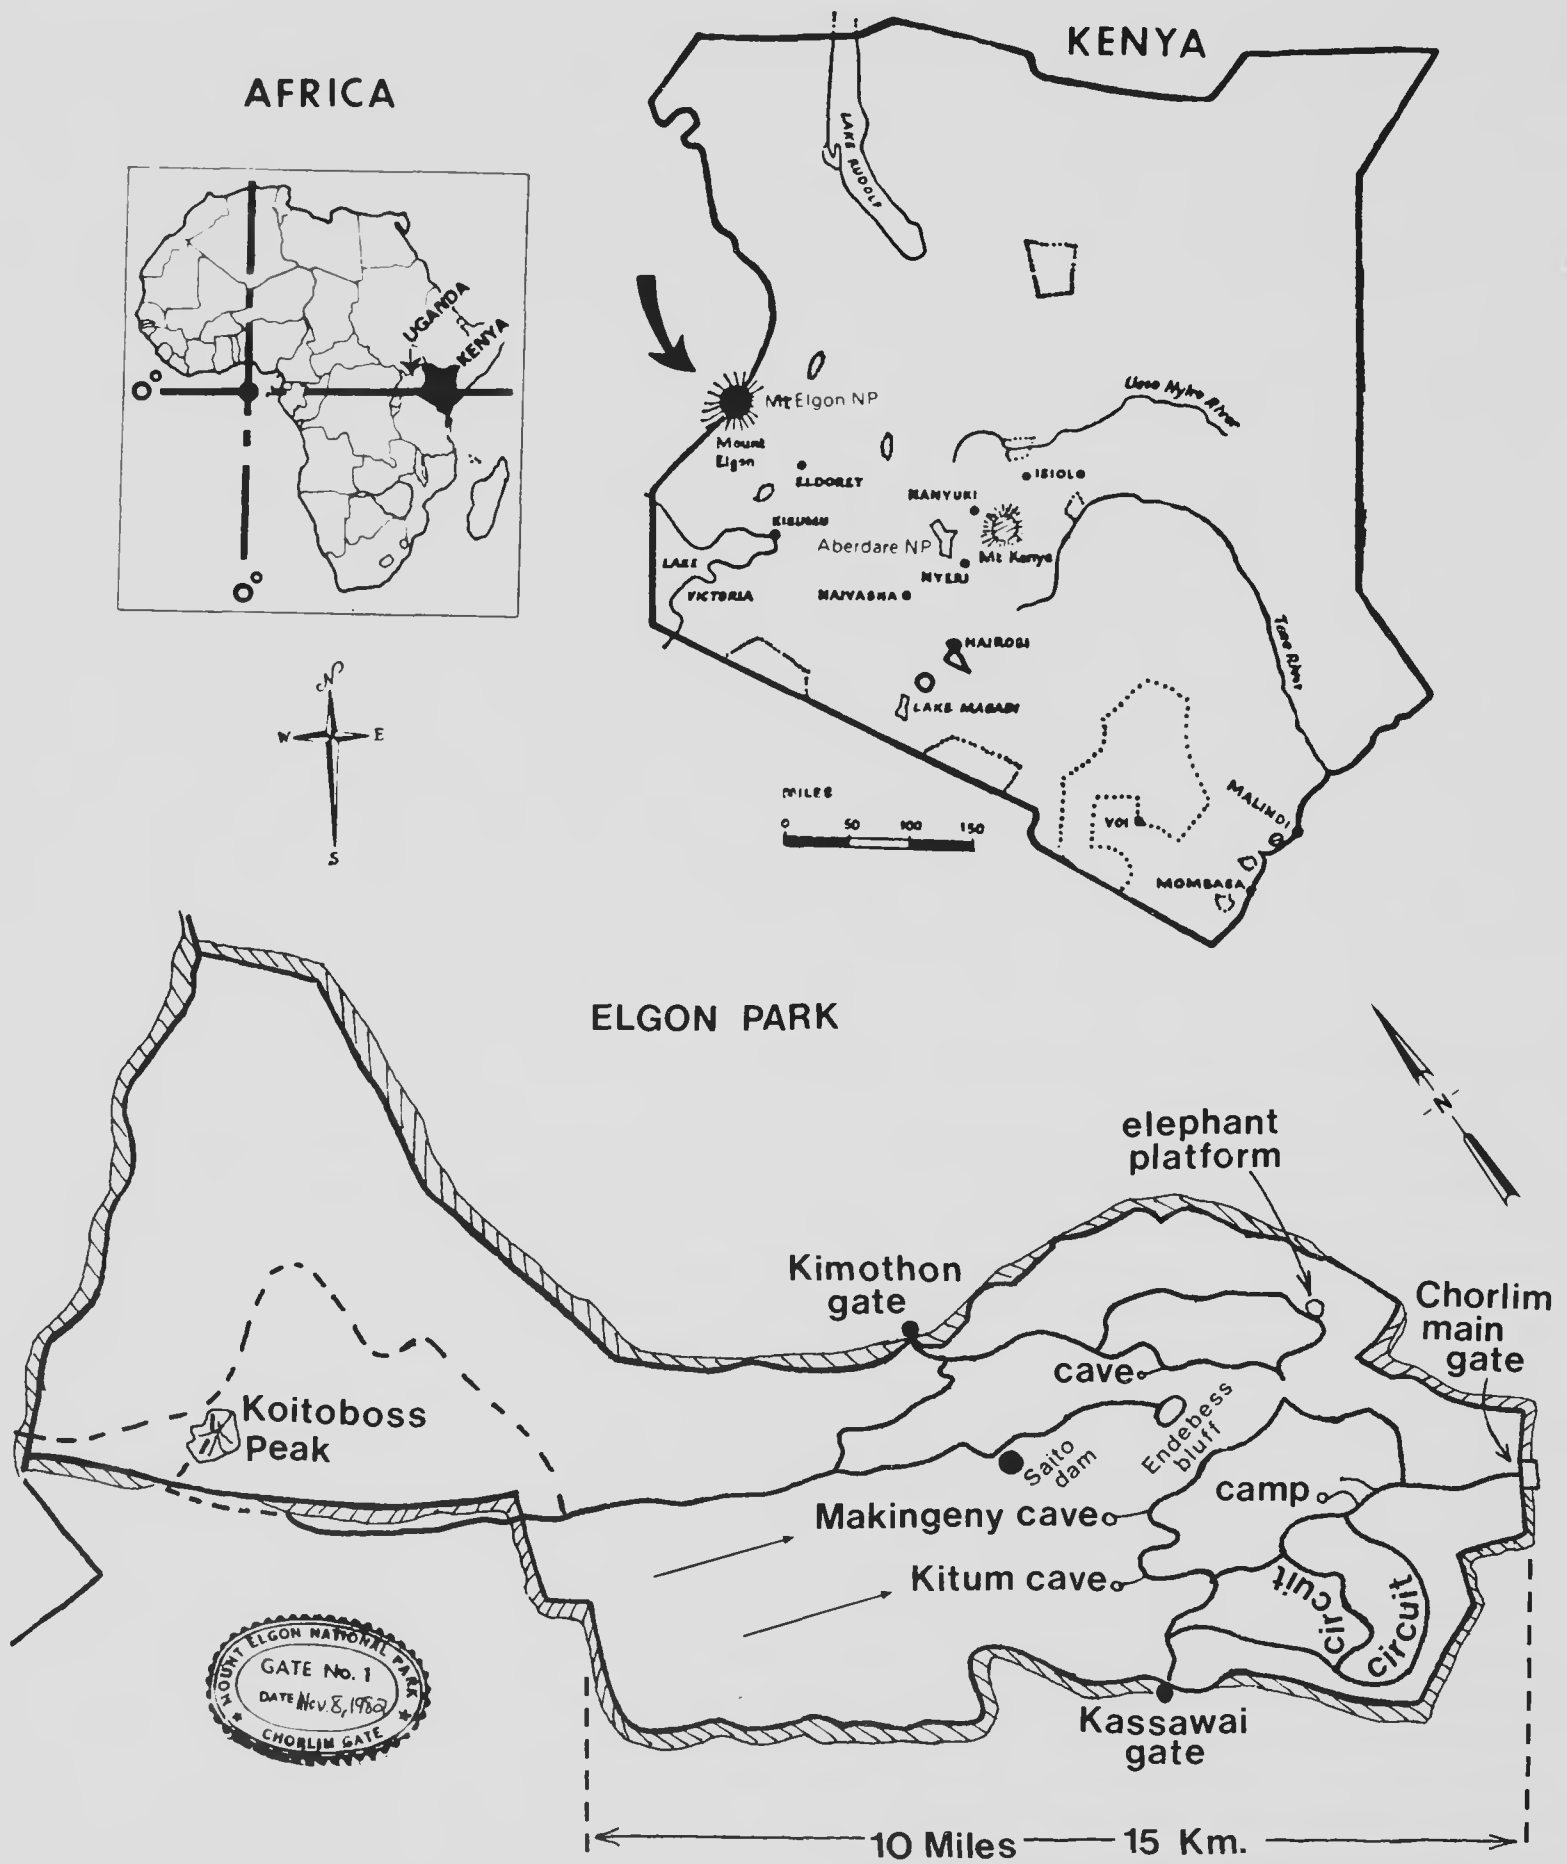 AFRICA
UGANDA
KENYA
0°
0°
N
W E
S
KENYA
LAKE RUDOLF
Mt Elgon NP
Mount
Elgon
ELDORET
KISUMU
LAKE
VICTORIA
NANYUKI
ISIOLO
Aberdare NP
Mt Kenya
NYERI
NAIVASHA
NAIROBI
LAKE MAGADI
River
Tana River
MILES
0 50 100 150
VOI
MALINDI
MOMBASA
ELGON PARK
N
elephant
platform
Kimothon
gate
Chorlim
main
gate
cave
Koitoboss
Peak
Saito
dam
Endebess
bluff
camp
Makingeny cave
Kitum cave
circuit
circuit
Kassawai
gate
MOUNT ELGON NATIONAL PARK
GATE No. 1
DATE Nov. 8, 1982
CHORLIM GATE
10 Miles 15 Km.